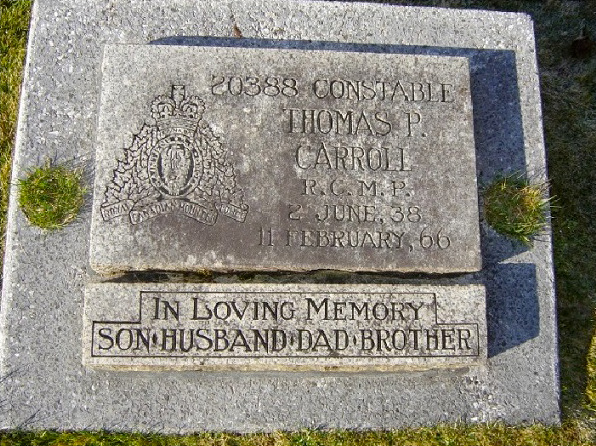 20388 CONSTABLE
THOMAS P.
CARROLL
R.C.M.P.
2 JUNE, 38
11 FEBRUARY, 66
IN LOVING MEMORY
SON·HUSBAND·DAD·BROTHER